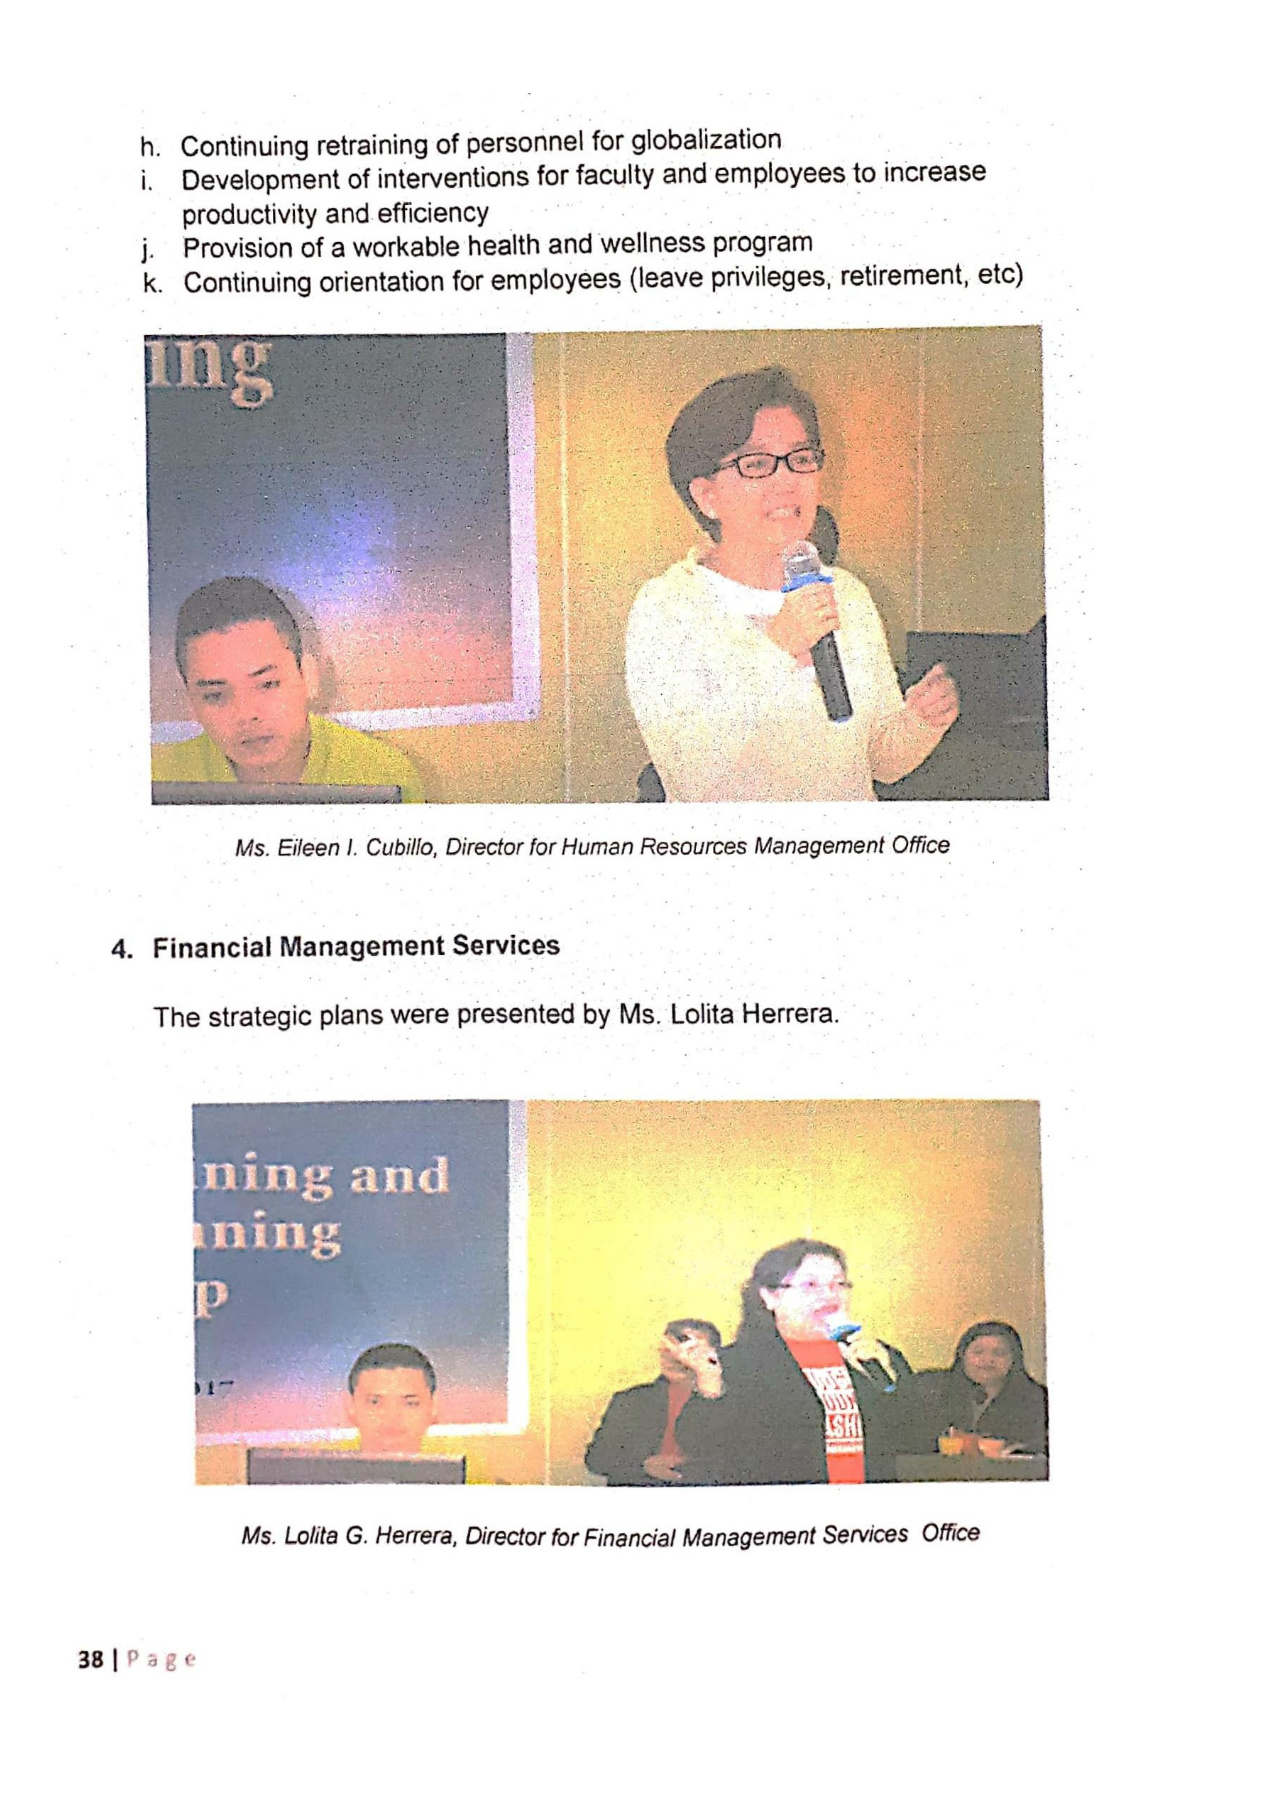 h. Continuing retraining of personnel for globalization
i. Development of interventions for faculty and employees to increase
productivity and efficiency
j. Provision of a workable health and wellness program
k. Continuing orientation for employees (leave privileges, retirement, etc)
ing
Ms. Eileen I. Cubillo, Director for Human Resources Management Office
4. Financial Management Services
The strategic plans were presented by Ms. Lolita Herrera.
ning and
ning
p
17
Ms. Lolita G. Herrera, Director for Financial Management Services Office
38 | Page